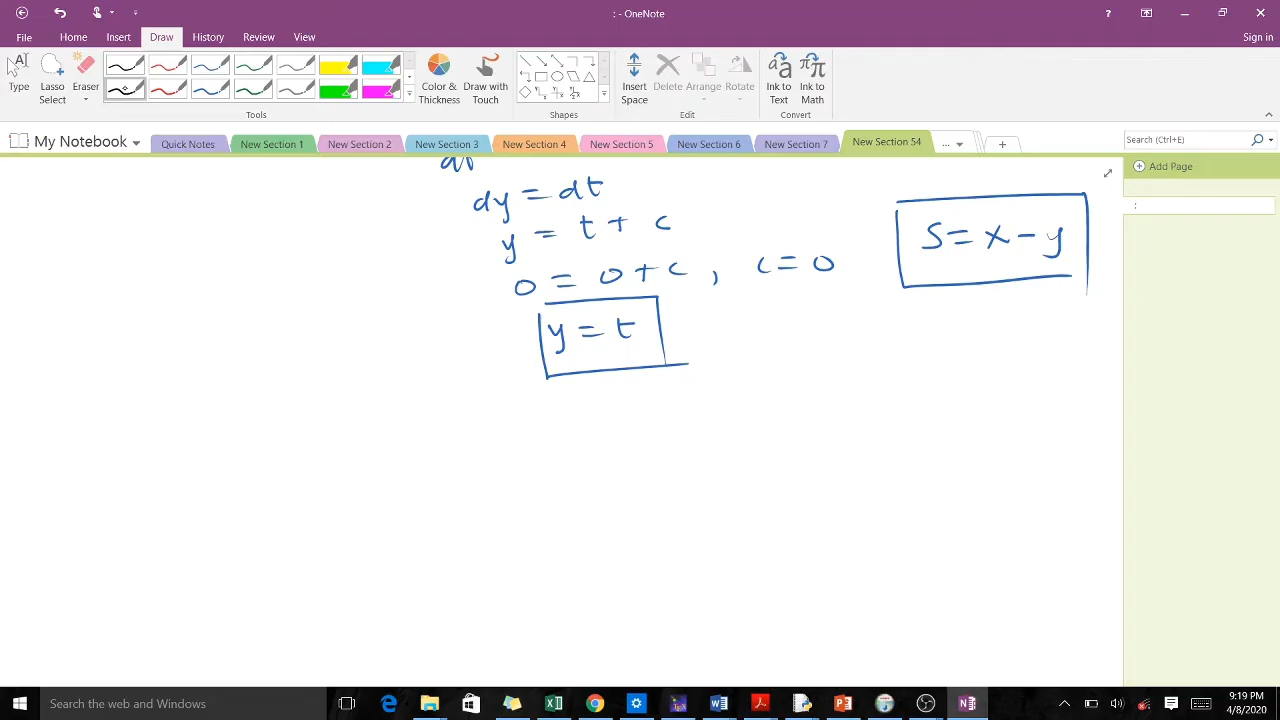 : - OneNote
File Home Insert Draw History Review View
Sign in
Type
Lasso Select
Eraser
Color & Thickness
Draw with Touch
Insert Space
Delete
Arrange
Rotate
Ink to Text
Ink to Math
Tools
Shapes
Edit
Convert
My Notebook
Quick Notes
New Section 1
New Section 2
New Section 3
New Section 4
New Section 5
New Section 6
New Section 7
New Section 54
...
Search (Ctrl+E)
Add Page
:
dy = dt
y = t + c
0 = 0 + c , c = 0
y = t
S = x - y
Search the web and Windows
9:19 PM
4/8/2020